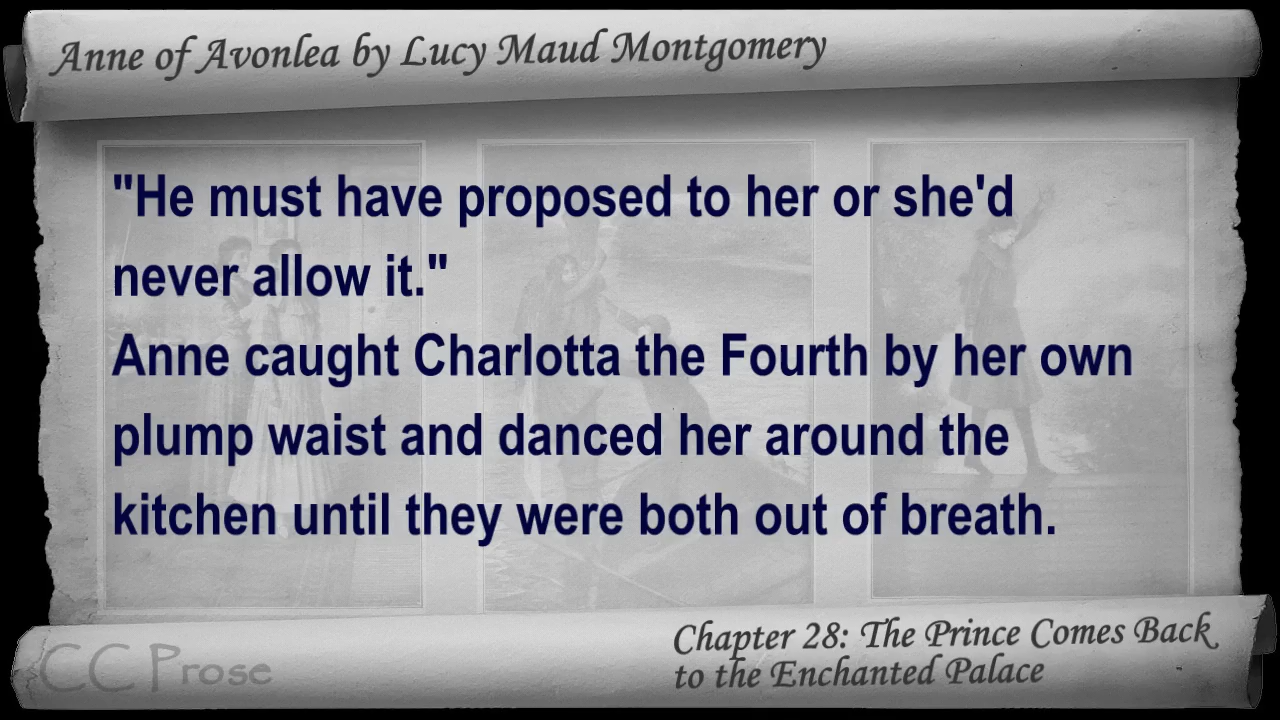 Anne of Avonlea by Lucy Maud Montgomery
"He must have proposed to her or she'd
never allow it."
Anne caught Charlotta the Fourth by her own
plump waist and danced her around the
kitchen until they were both out of breath.
Chapter 28: The Prince Comes Back
to the Enchanted Palace
CC Prose